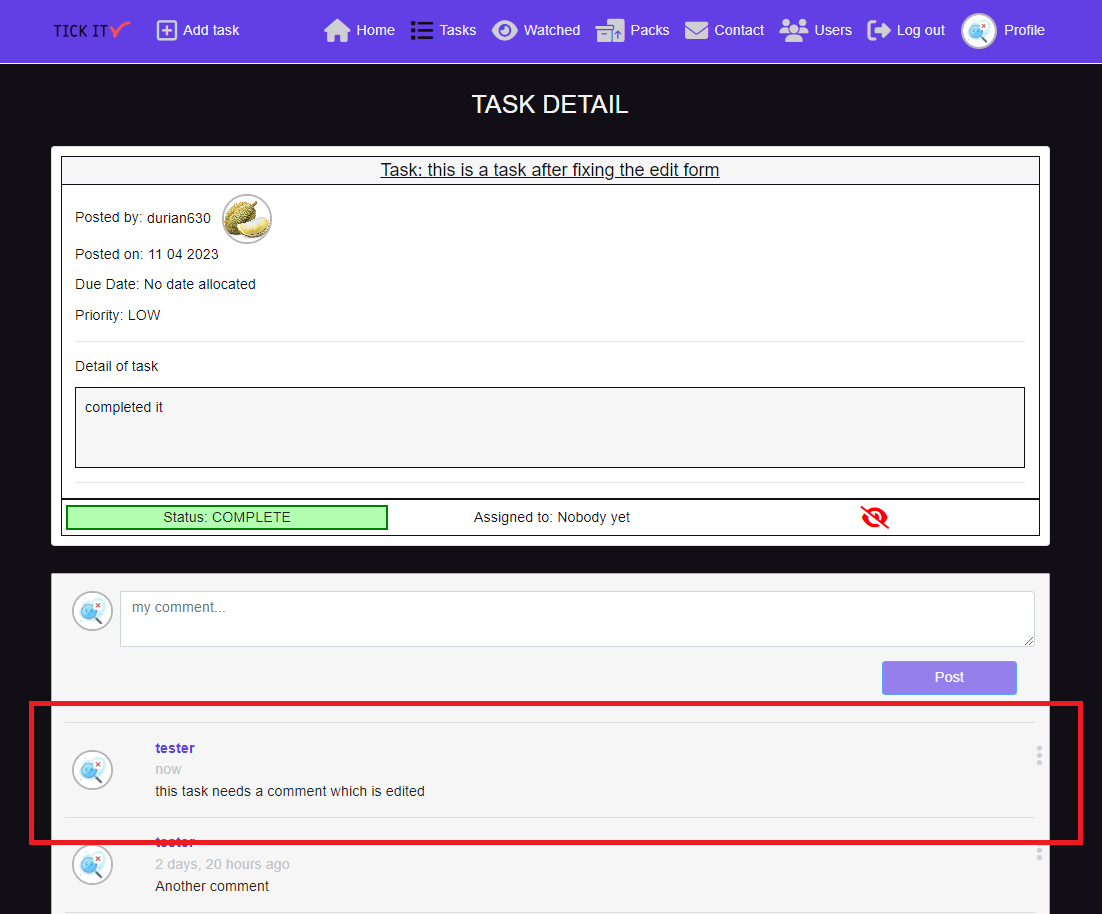 TICK IT Add task Home Tasks Watched Packs Contact Users Log out Profile
TASK DETAIL
Task: this is a task after fixing the edit form
Posted by: durian630
Posted on: 11 04 2023
Due Date: No date allocated
Priority: LOW
Detail of task
completed it
Status: COMPLETE Assigned to: Nobody yet
my comment...
Post
tester
now
this task needs a comment which is edited
tester
2 days, 20 hours ago
Another comment